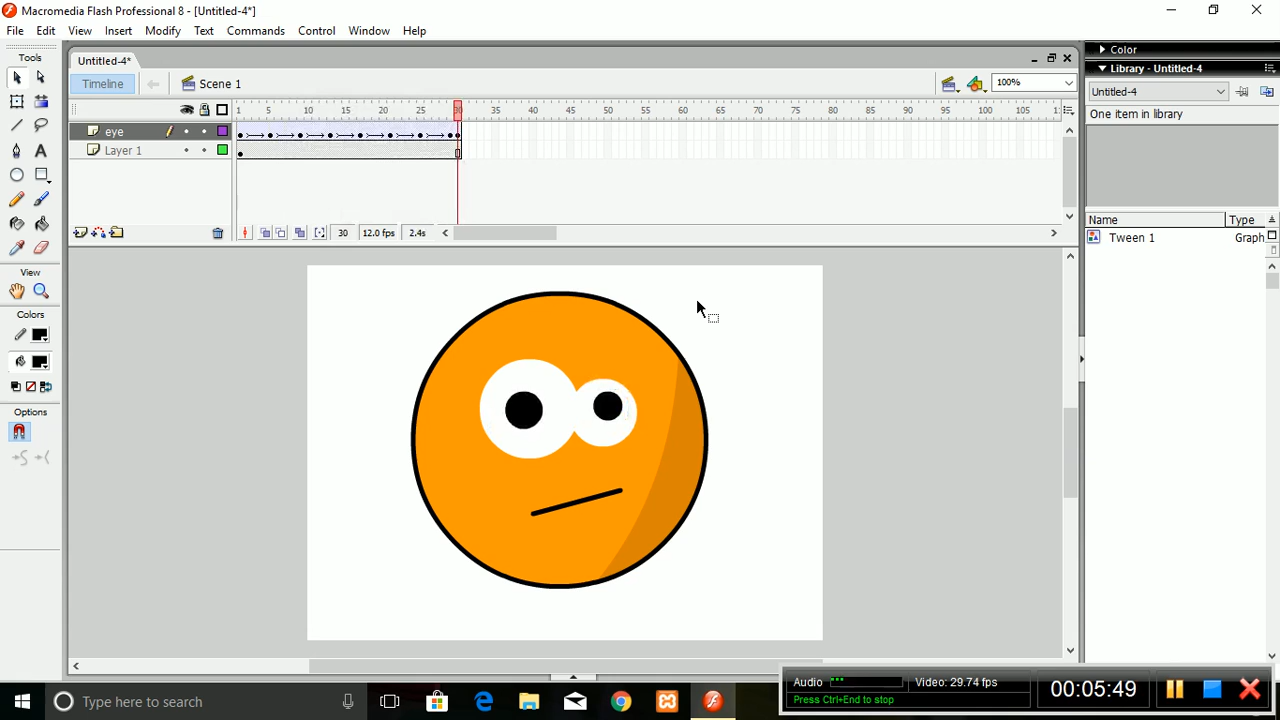 Macromedia Flash Professional 8 - [Untitled-4*]
File Edit View Insert Modify Text Commands Control Window Help
Tools
Untitled-4*
Timeline
Scene 1
100%
1 5 10 15 20 25 30 35 40 45 50 55 60 65 70 75 80 85 90 95 100 105 1:
eye
Layer 1
30 12.0 fps 2.4s
View
Colors
Options
Color
Library - Untitled-4
Untitled-4
One item in library
Name Type
Tween 1 Graph
Audio
Video: 29.74 fps
Press Ctrl+End to stop
00:05:49
Type here to search